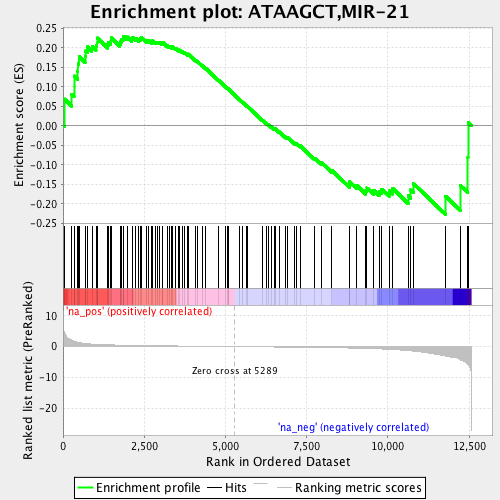 Enrichment plot: ATAAGCT,MIR-21
Enrichment score (ES)
0.25
0.20
0.15
0.10
0.05
0.00
-0.05
-0.10
-0.15
-0.20
-0.25
'na_pos' (positively correlated)
Ranked list metric (PreRanked)
10
5
0
-5
-10
-15
-20
Zero cross at 5289
'na_neg' (negatively correlated)
0
2,500
5,000
7,500
10,000
12,500
Rank in Ordered Dataset
Enrichment profile
Hits
Ranking metric scores